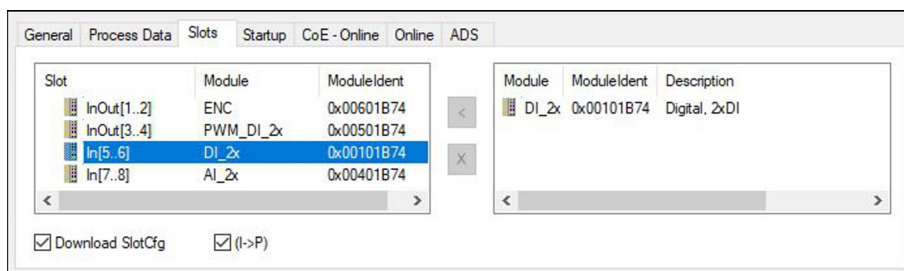 General Process Data Slots Startup CoE - Online Online ADS
Slot Module ModuleIdent
InOut[1..2] ENC 0x00601B74
InOut[3..4] PWM_DI_2x 0x00501B74
In[5..6] DI_2x 0x00101B74
In[7..8] AI_2x 0x00401B74
<
X
Module ModuleIdent Description
DI_2x 0x00101B74 Digital, 2xDI
Download SlotCfg (I->P)